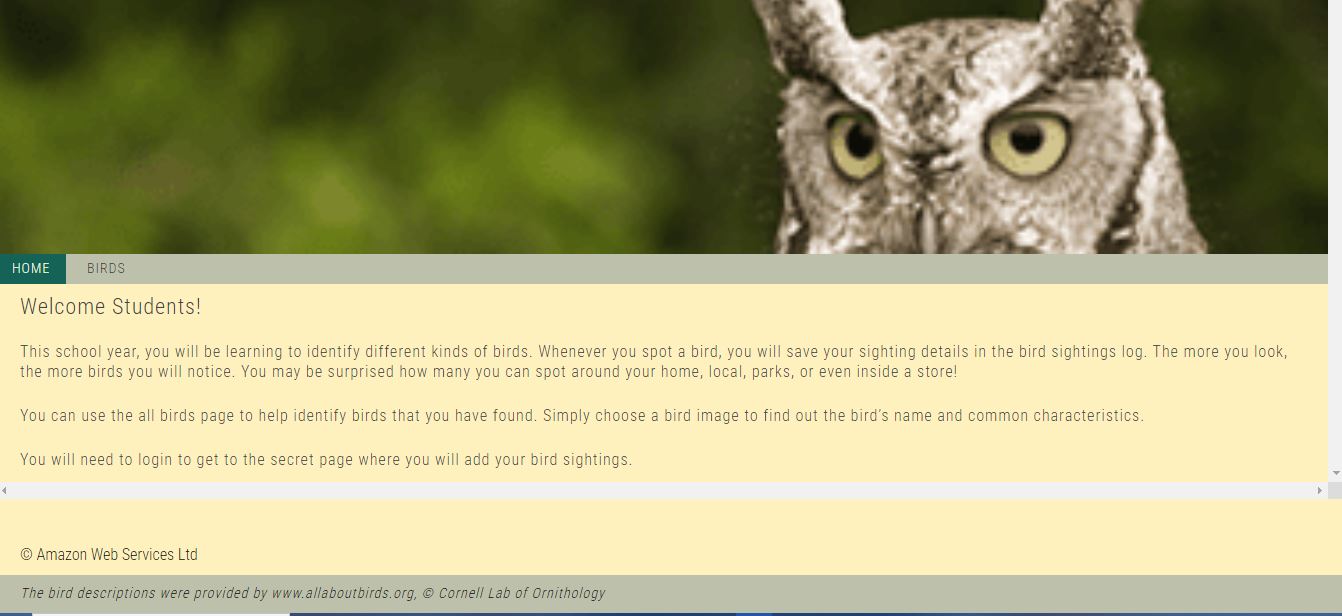 HOME BIRDS
Welcome Students!
This school year, you will be learning to identify different kinds of birds. Whenever you spot a bird, you will save your sighting details in the bird sightings log. The more you look,
the more birds you will notice. You may be surprised how many you can spot around your home, local, parks, or even inside a store!
You can use the all birds page to help identify birds that you have found. Simply choose a bird image to find out the bird's name and common characteristics.
You will need to login to get to the secret page where you will add your bird sightings.
© Amazon Web Services Ltd
The bird descriptions were provided by www.allaboutbirds.org, © Cornell Lab of Ornithology